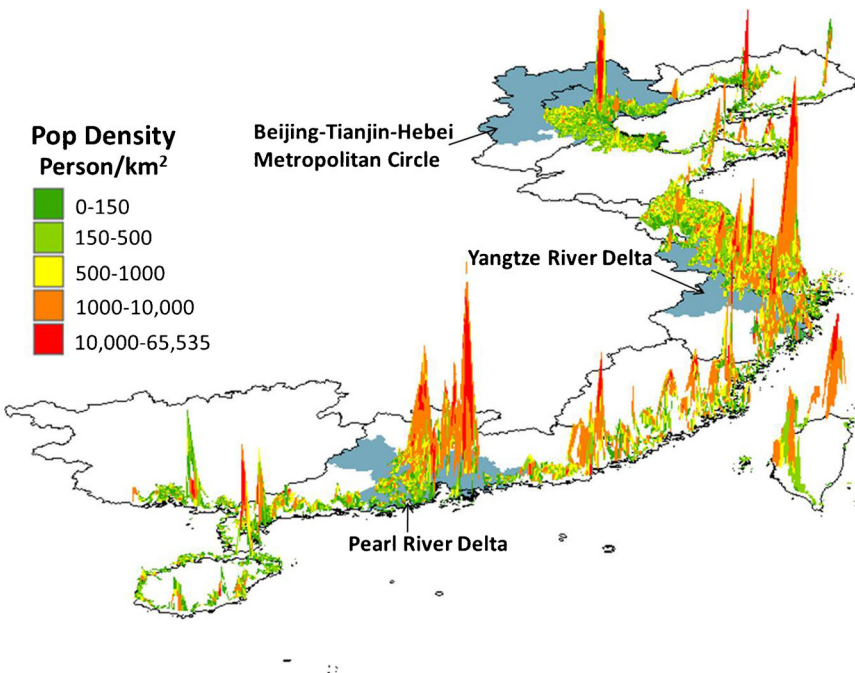 Pop Density
Person/km²
0-150
150-500
500-1000
1000-10,000
10,000-65,535
Beijing-Tianjin-Hebei
Metropolitan Circle
Yangtze River Delta
Pearl River Delta